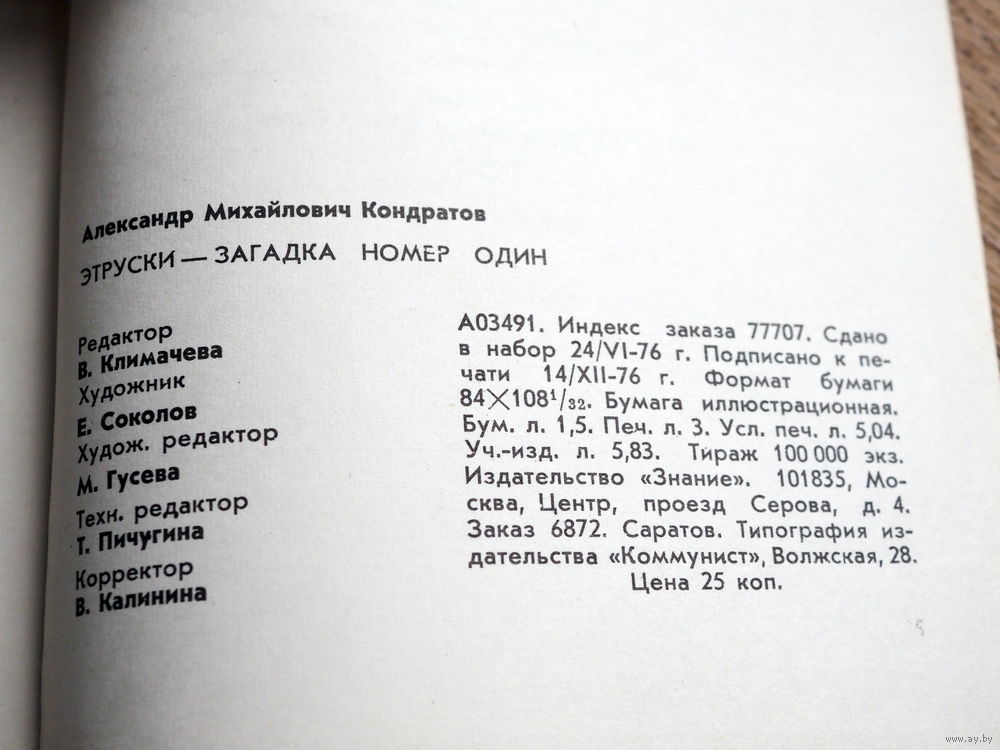 Александр Михайлович Кондратов
ЭТРУСКИ — ЗАГАДКА НОМЕР ОДИН
Редактор
В. Климачева
Художник
Е. Соколов
Худож. редактор
М. Гусева
Техн. редактор
Т. Пичугина
Корректор
В. Калинина
А03491. Индекс заказа 77707. Сдано
в набор 24/VI-76 г. Подписано к пе-
чати 14/XII-76 г. Формат бумаги
84×108¹/₃₂. Бумага иллюстрационная.
Бум. л. 1,5. Печ. л. 3. Усл. печ. л. 5,04.
Уч.-изд. л. 5,83. Тираж 100 000 экз.
Издательство «Знание». 101835, Мо-
сква, Центр, проезд Серова, д. 4.
Заказ 6872. Саратов. Типография из-
дательства «Коммунист», Волжская, 28.
Цена 25 коп.
www.ay.by